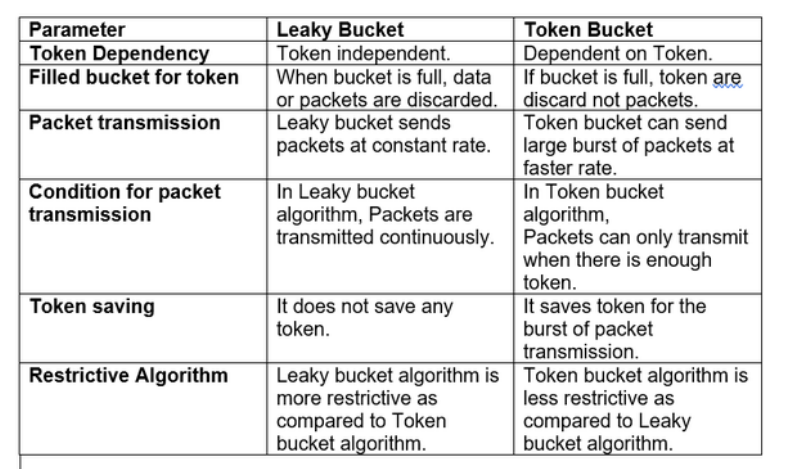 Parameter Leaky Bucket Token Bucket
Token Dependency Token independent. Dependent on Token.
Filled bucket for token When bucket is full, data If bucket is full, token are
or packets are discarded. discard not packets.
Packet transmission Leaky bucket sends Token bucket can send
packets at constant rate. large burst of packets at
faster rate.
Condition for packet In Leaky bucket In Token bucket
transmission algorithm, Packets are algorithm,
transmitted continuously. Packets can only transmit
when there is enough
token.
Token saving It does not save any It saves token for the
token. burst of packet
transmission.
Restrictive Algorithm Leaky bucket algorithm is Token bucket algorithm is
more restrictive as less restrictive as
compared to Token compared to Leaky
bucket algorithm. bucket algorithm.